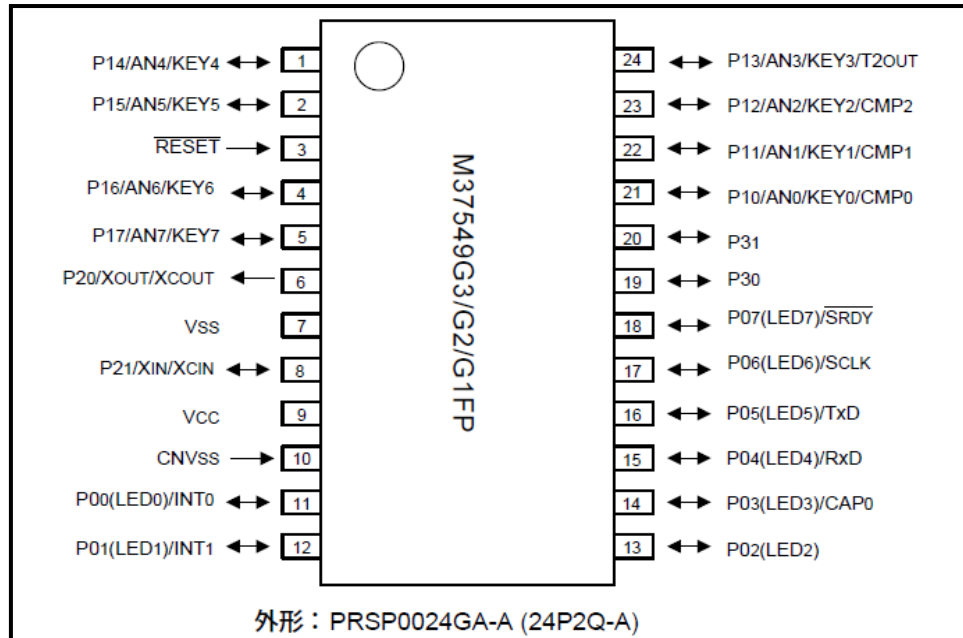 P14/AN4/KEY4
1
P15/AN5/KEY5
2
RESET
3
P16/AN6/KEY6
4
P17/AN7/KEY7
5
P20/XOUT/XCOUT
6
VSS
7
P21/XIN/XCIN
8
VCC
9
CNVSS
10
P00(LED0)/INT0
11
P01(LED1)/INT1
12
M37549G3/G2/G1FP
24
P13/AN3/KEY3/T2OUT
23
P12/AN2/KEY2/CMP2
22
P11/AN1/KEY1/CMP1
21
P10/AN0/KEY0/CMP0
20
P31
19
P30
18
P07(LED7)/SRDY
17
P06(LED6)/SCLK
16
P05(LED5)/TxD
15
P04(LED4)/RxD
14
P03(LED3)/CAP0
13
P02(LED2)
外形：PRSP0024GA-A (24P2Q-A)